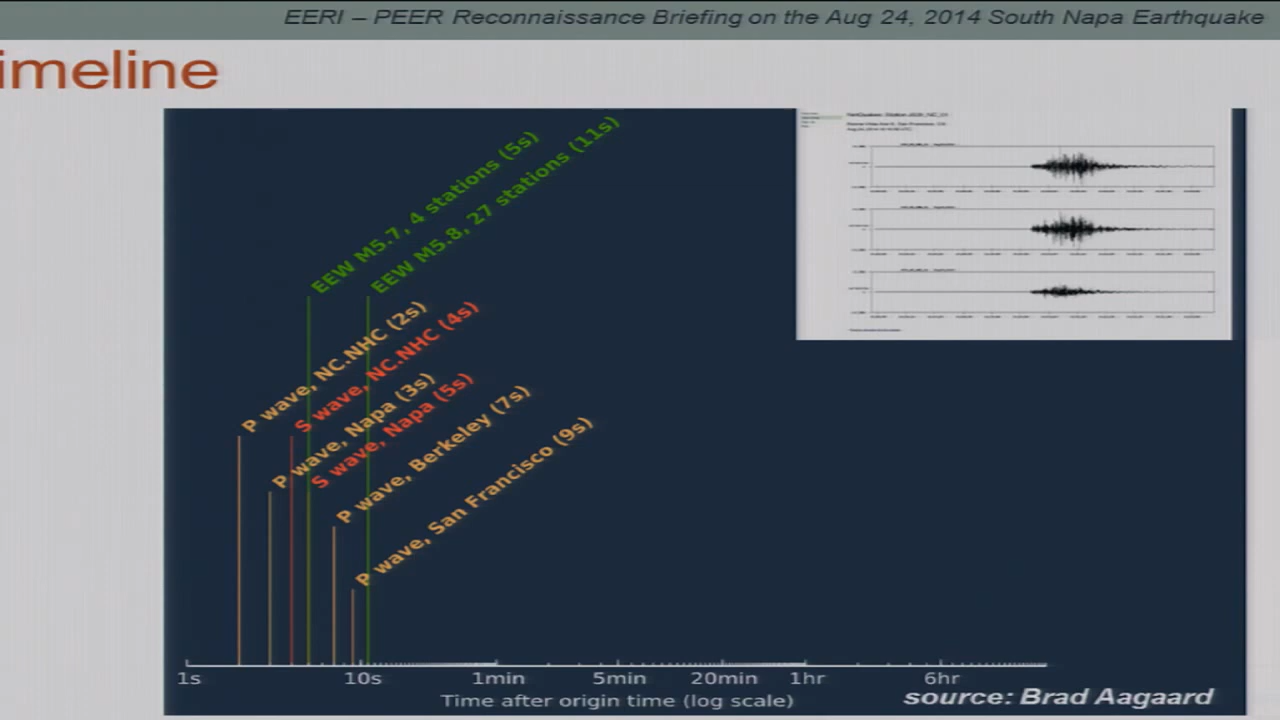 EERI – PEER Reconnaissance Briefing on the Aug 24, 2014 South Napa Earthquake
imeline
EEW M5.7, 4 stations (5s)
EEW M5.8, 27 stations (11s)
P wave, NC.NHC (2s)
S wave, NC.NHC (4s)
P wave, Napa (3s)
S wave, Napa (5s)
P wave, Berkeley (7s)
P wave, San Francisco (9s)
1s 10s 1min 5min 20min 1hr 6hr
Time after origin time (log scale)
source: Brad Aagaard